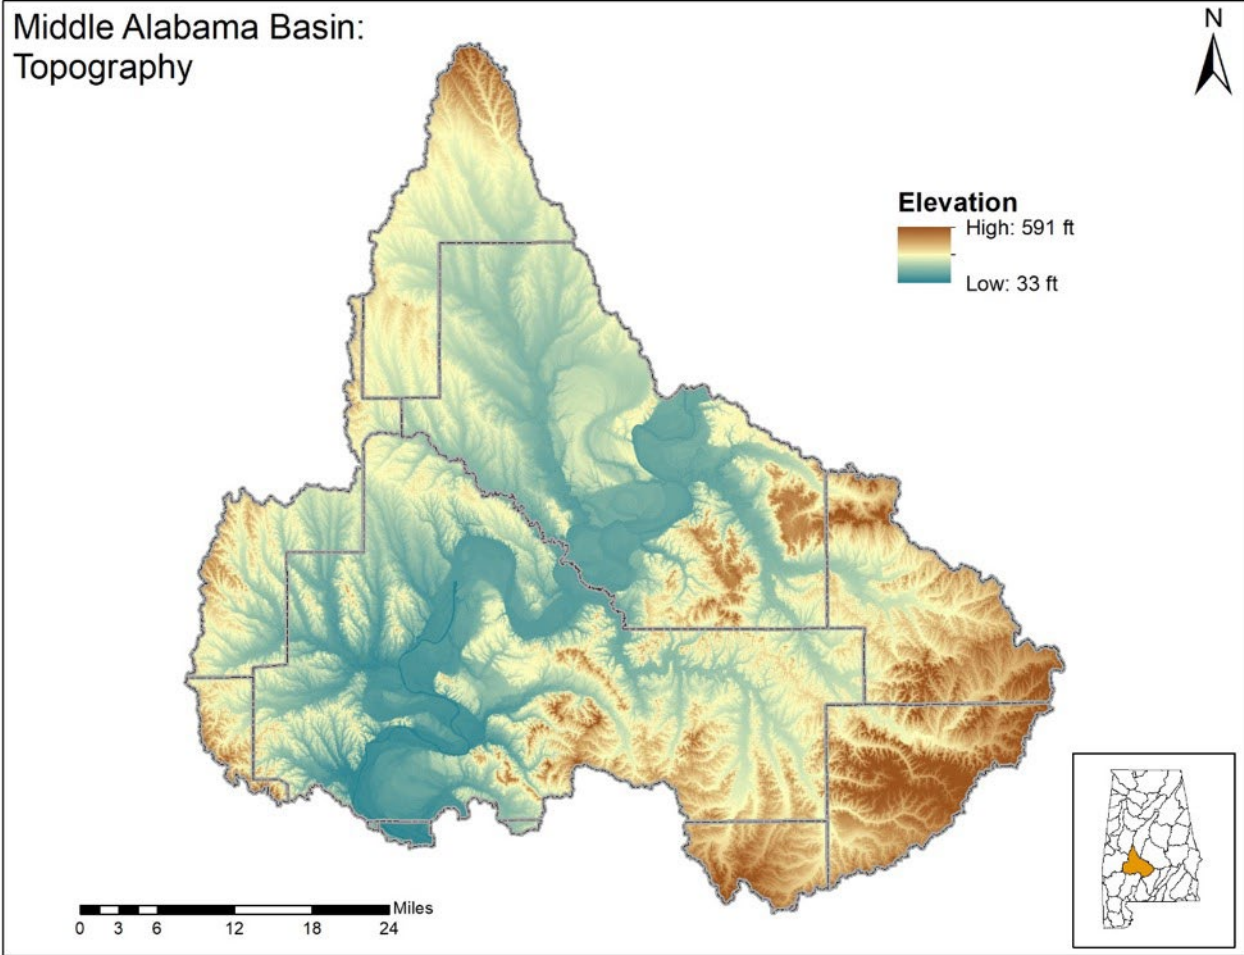 Middle Alabama Basin:
Topography
N
Elevation
High: 591 ft
Low: 33 ft
Miles
0 3 6 12 18 24